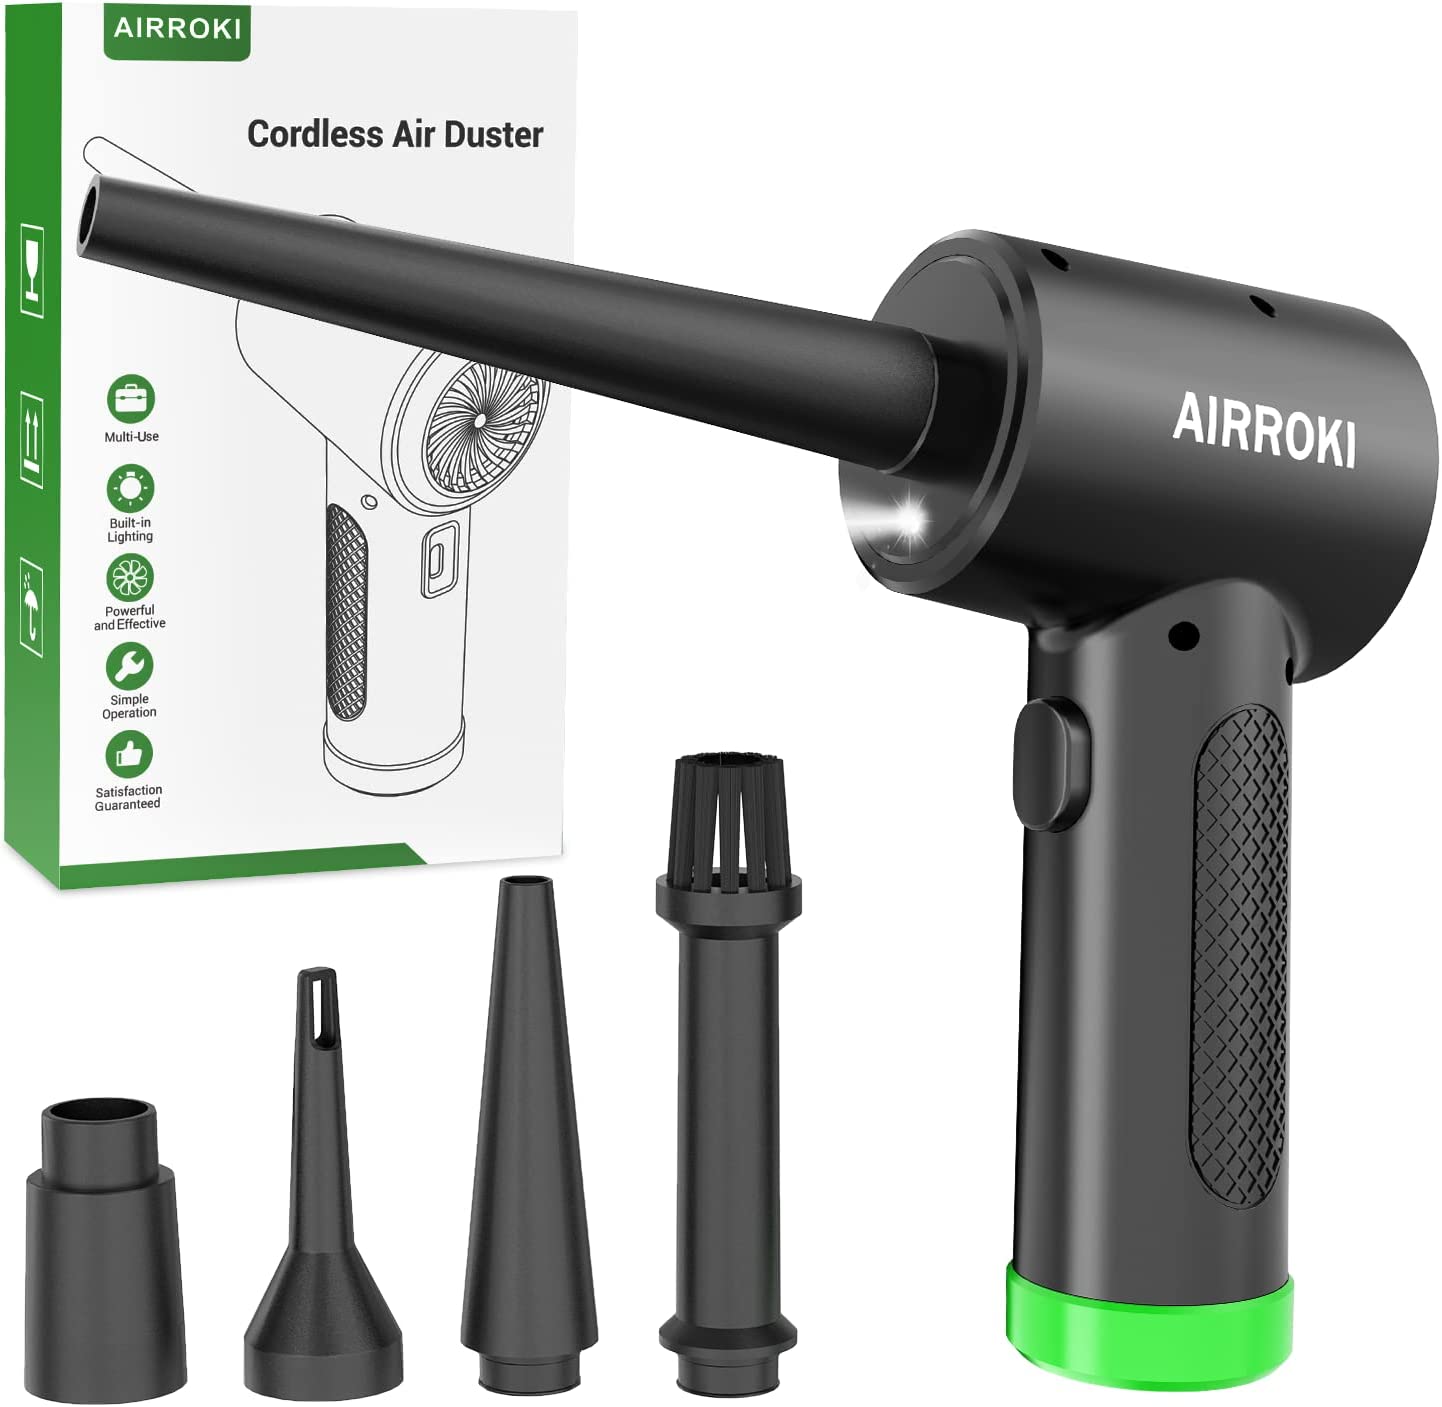 AIRROKI
Cordless Air Duster
Multi-Use
Built-in
Lighting
Powerful
and Effective
Simple
Operation
Satisfaction
Guaranteed
AIRROKI